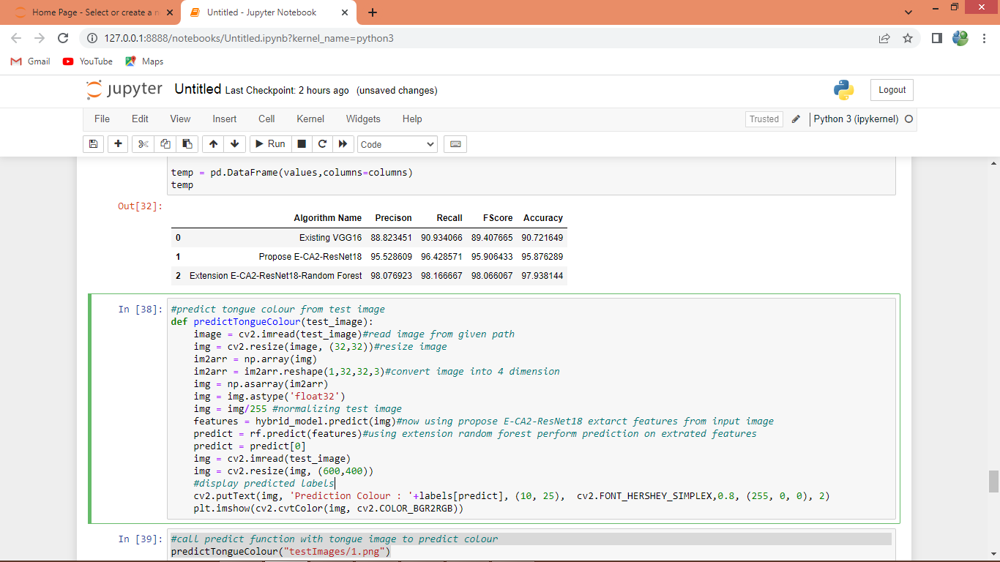 Home Page - Select or create a n
Untitled - Jupyter Notebook
127.0.0.1:8888/notebooks/Untitled.ipynb?kernel_name=python3
Gmail YouTube Maps
jupyter Untitled Last Checkpoint: 2 hours ago (unsaved changes)
Logout
File Edit View Insert Cell Kernel Widgets Help
Trusted
Python 3 (ipykernel)
Run
Code
temp = pd.DataFrame(values,columns=columns)
temp
Out[32]:
Algorithm Name Precison Recall FScore Accuracy
0 Existing VGG16 88.823451 90.934066 89.407665 90.721649
1 Propose E-CA2-ResNet18 95.528609 96.428571 95.906433 95.876289
2 Extension E-CA2-ResNet18-Random Forest 98.076923 98.166667 98.066067 97.938144
In [38]: #predict tongue colour from test image
def predictTongueColour(test_image):
    image = cv2.imread(test_image)#read image from given path
    img = cv2.resize(image, (32,32))#resize image
    im2arr = np.array(img)
    im2arr = im2arr.reshape(1,32,32,3)#convert image into 4 dimension
    img = np.asarray(im2arr)
    img = img.astype('float32')
    img = img/255 #normalizing test image
    features = hybrid_model.predict(img)#now using propose E-CA2-ResNet18 extarct features from input image
    predict = rf.predict(features)#using extension random forest perform prediction on extrated features
    predict = predict[0]
    img = cv2.imread(test_image)
    img = cv2.resize(img, (600,400))
    #display predicted labels
    cv2.putText(img, 'Prediction Colour : '+labels[predict], (10, 25),  cv2.FONT_HERSHEY_SIMPLEX,0.8, (255, 0, 0), 2)
    plt.imshow(cv2.cvtColor(img, cv2.COLOR_BGR2RGB))
In [39]: #call predict function with tongue image to predict colour
predictTongueColour("testImages/1.png")